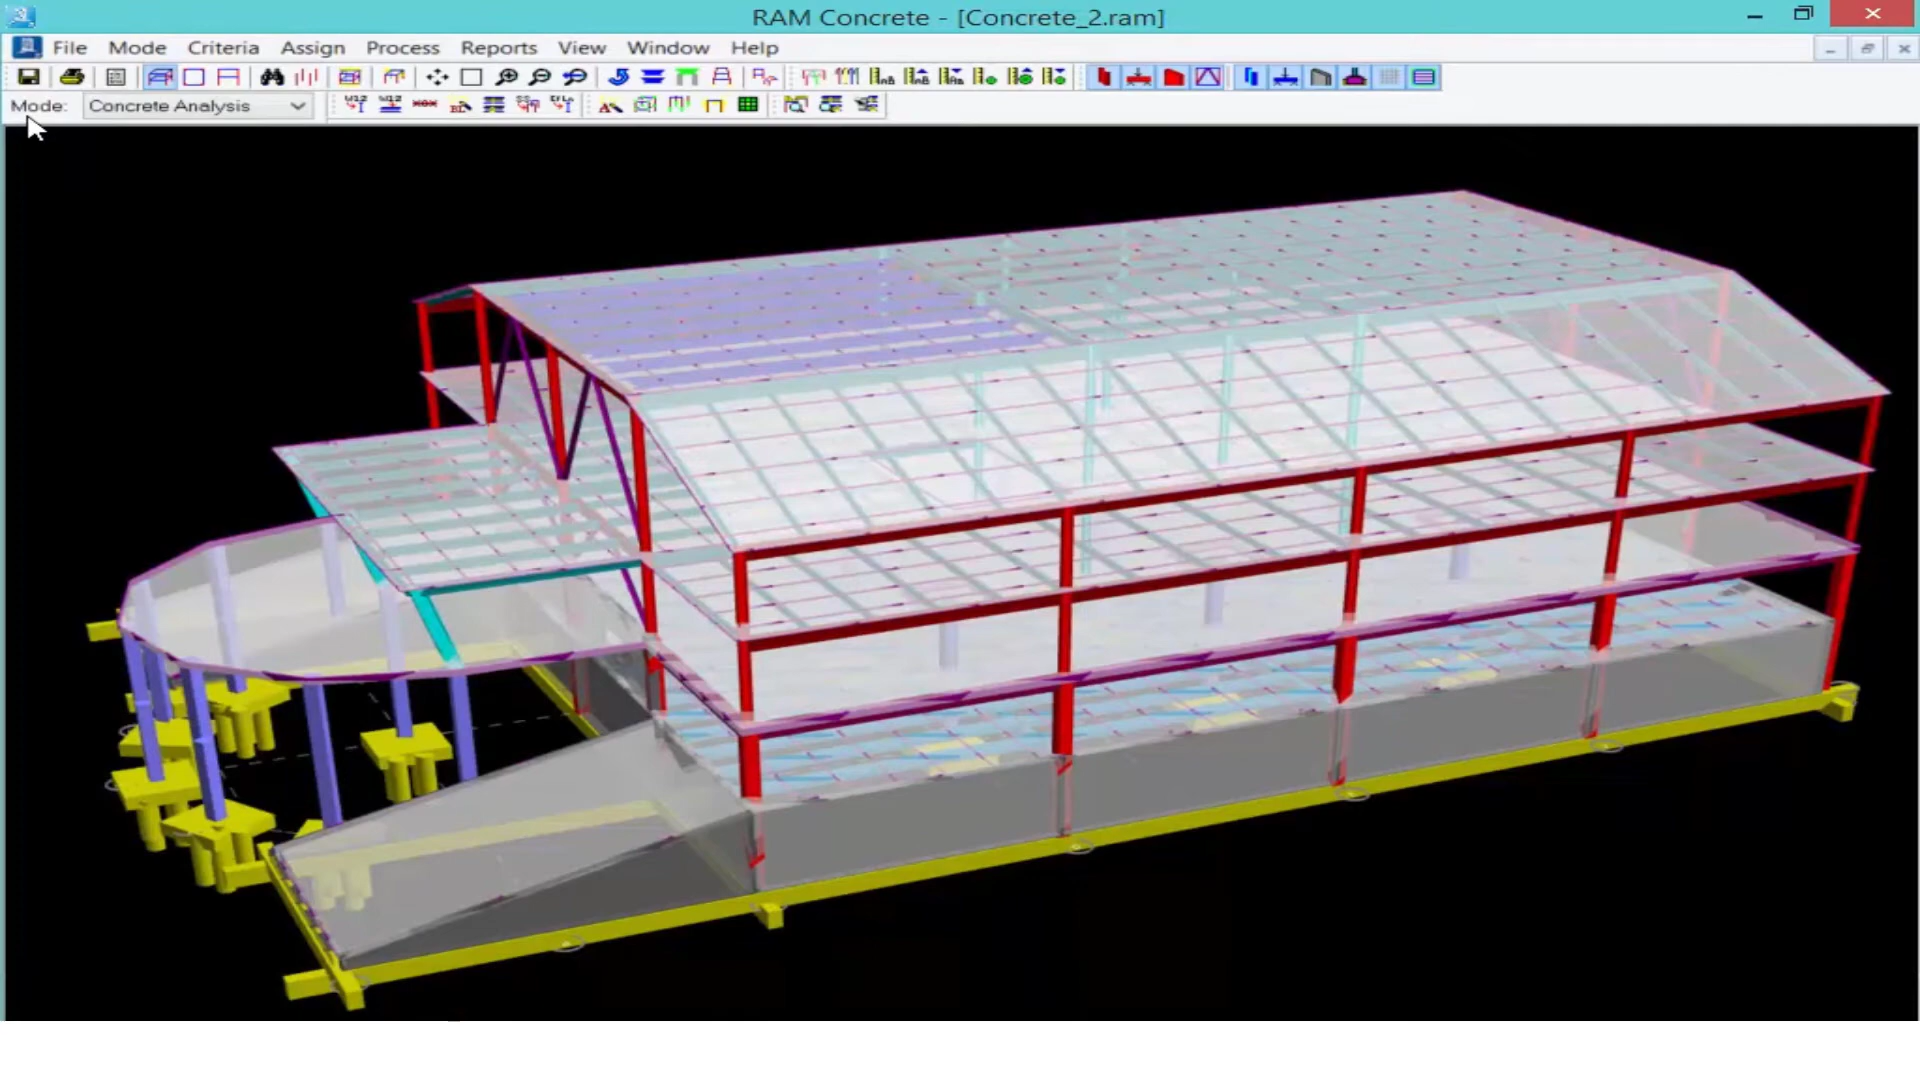 RAM Concrete - [Concrete_2.ram]
File Mode Criteria Assign Process Reports View Window Help
Mode: Concrete Analysis